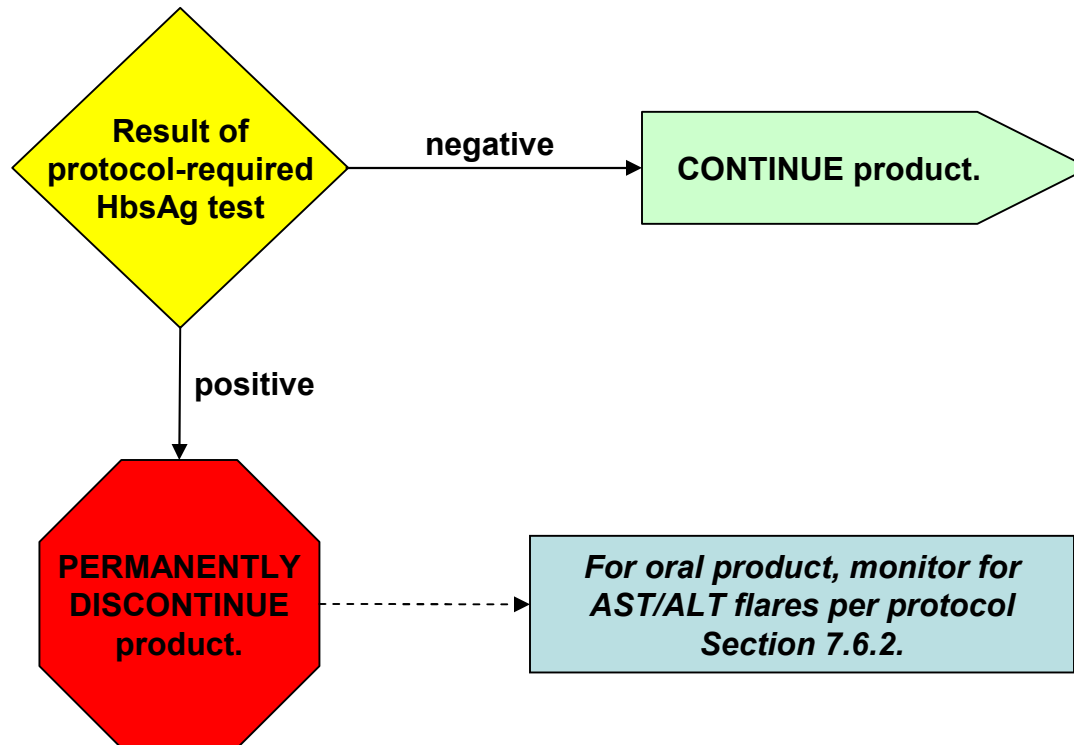 Result of
protocol-required
HbsAg test
negative
CONTINUE product.
positive
PERMANENTLY
DISCONTINUE
product.
For oral product, monitor for
AST/ALT flares per protocol
Section 7.6.2.